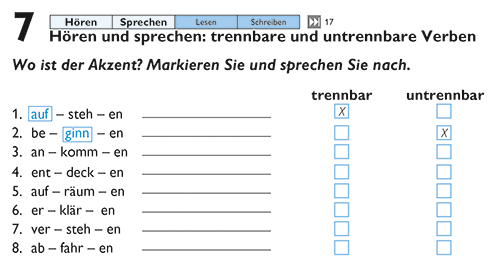 7 Hören Sprechen Lesen Schreiben 17
Hören und sprechen: trennbare und untrennbare Verben
Wo ist der Akzent? Markieren Sie und sprechen Sie nach.
trennbar untrennbar
1. auf – steh – en X
2. be – ginn – en X
3. an – komm – en
4. ent – deck – en
5. auf – räum – en
6. er – klär – en
7. ver – steh – en
8. ab – fahr – en